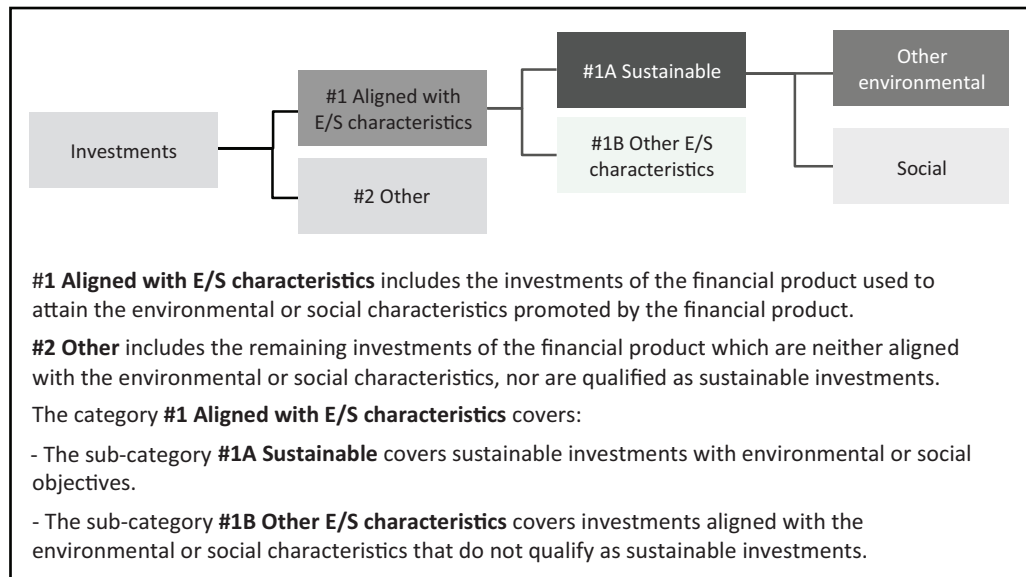 Investments
#1 Aligned with
E/S characteristics
#2 Other
#1A Sustainable
#1B Other E/S
characteristics
Other
environmental
Social
#1 Aligned with E/S characteristics includes the investments of the financial product used to
attain the environmental or social characteristics promoted by the financial product.
#2 Other includes the remaining investments of the financial product which are neither aligned
with the environmental or social characteristics, nor are qualified as sustainable investments.
The category #1 Aligned with E/S characteristics covers:
- The sub-category #1A Sustainable covers sustainable investments with environmental or social
objectives.
- The sub-category #1B Other E/S characteristics covers investments aligned with the
environmental or social characteristics that do not qualify as sustainable investments.